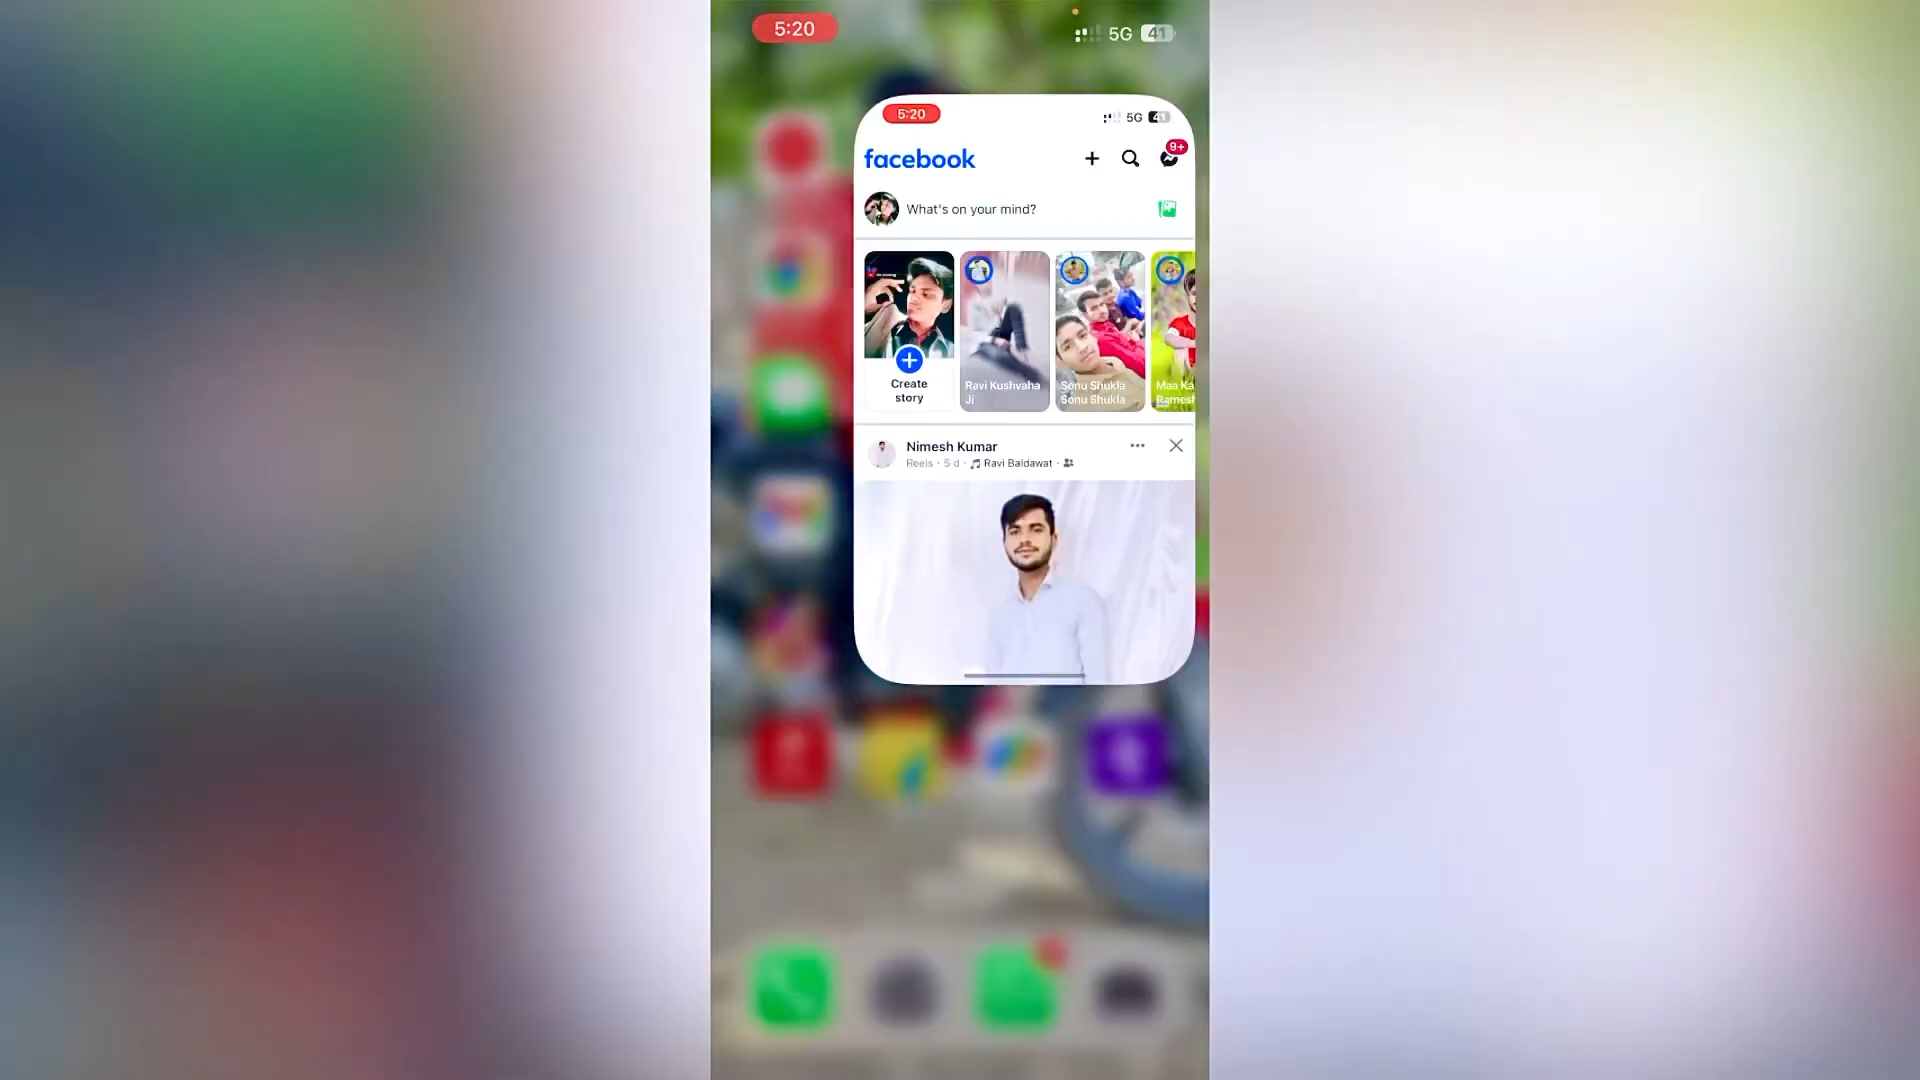 5:20
5G 41
5:20
5G 41
facebook
9+
What's on your mind?
Create
story
Ravi Kushvaha
Ji
Sonu Shukla
Sonu Shukla
Maa Ka
Ramesh
Nimesh Kumar
Reels · 5 d · Ravi Baldawat ·